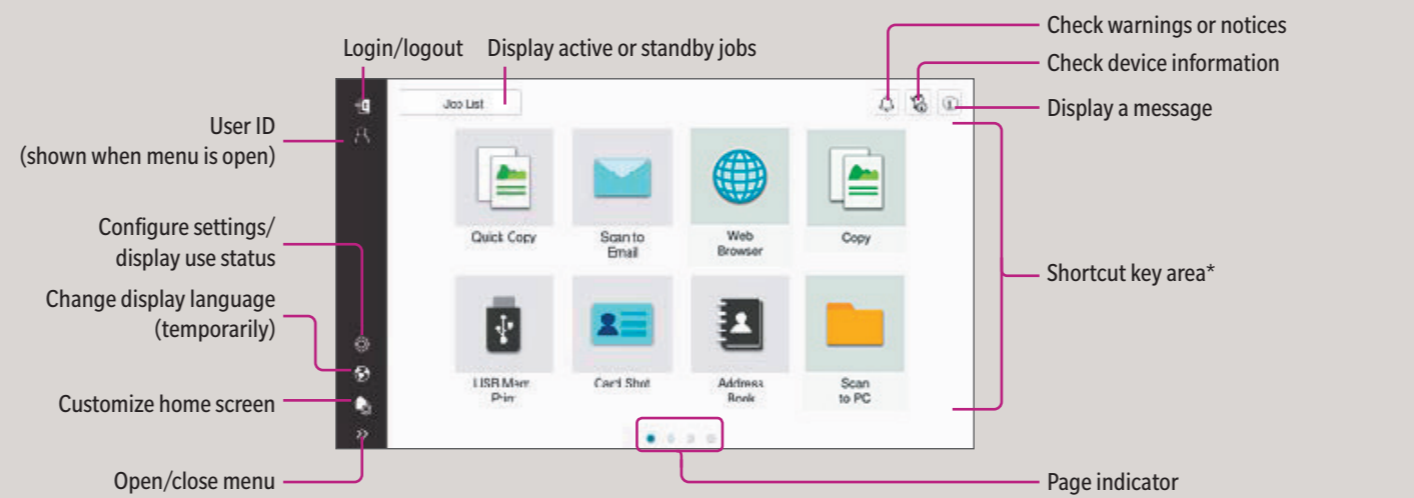 Check warnings or notices
Login/logout
Display active or standby jobs
Check device information
Job List
Display a message
User ID
(shown when menu is open)
Configure settings/
display use status
Change display language
(temporarily)
Customize home screen
Open/close menu
Quick Copy
Scan to
Email
Web
Browser
Copy
Shortcut key area*
USB Mem
Print
Card Shot
Address
Book
Scan
to PC
Page indicator